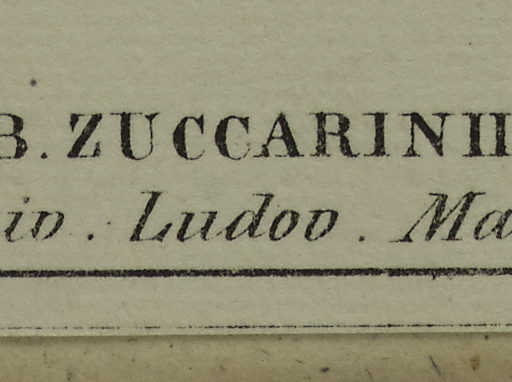 B. ZUCCARINII
iv. Ludov. Ma